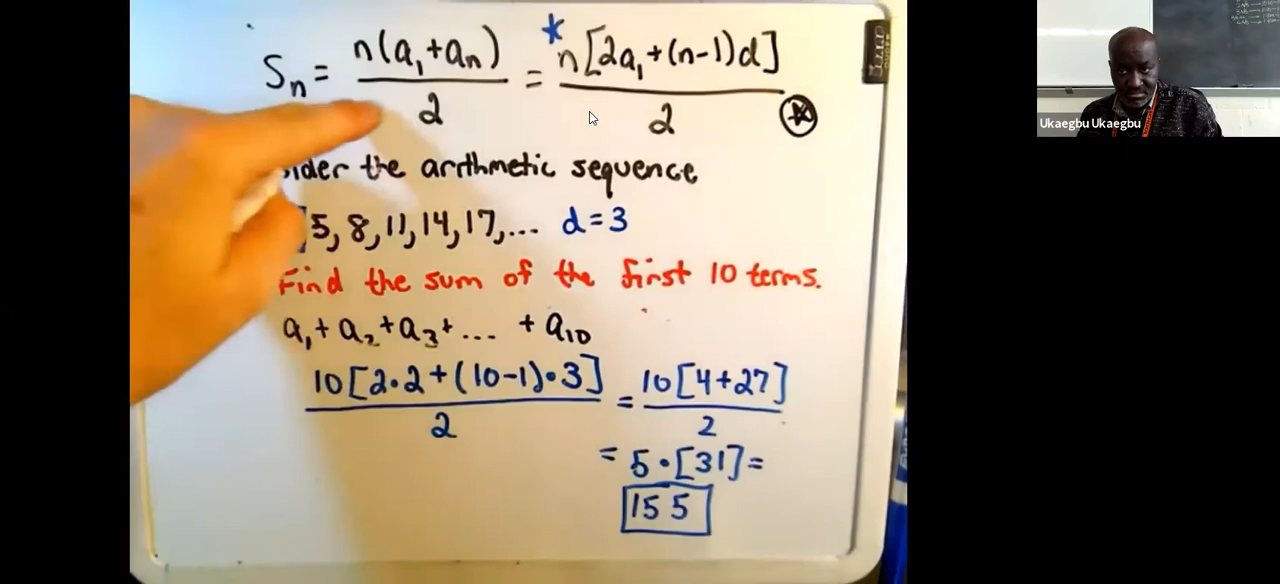 Sₙ = n(a₁+aₙ)/2 = *n[2a₁+(n-1)d]/2 ⊛
the arithmetic sequence
5, 8, 11, 14, 17, ... d=3
Find the sum of the first 10 terms.
a₁ + a₂ + a₃ + ... + a₁₀
10[2•2+(10-1)•3]/2 = 10[4+27]/2
= 5•[31] =
155
Ukaegbu Ukaegbu